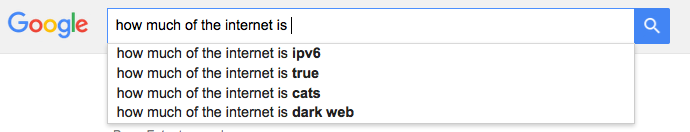 Google how much of the internet is
how much of the internet is ipv6
how much of the internet is true
how much of the internet is cats
how much of the internet is dark web